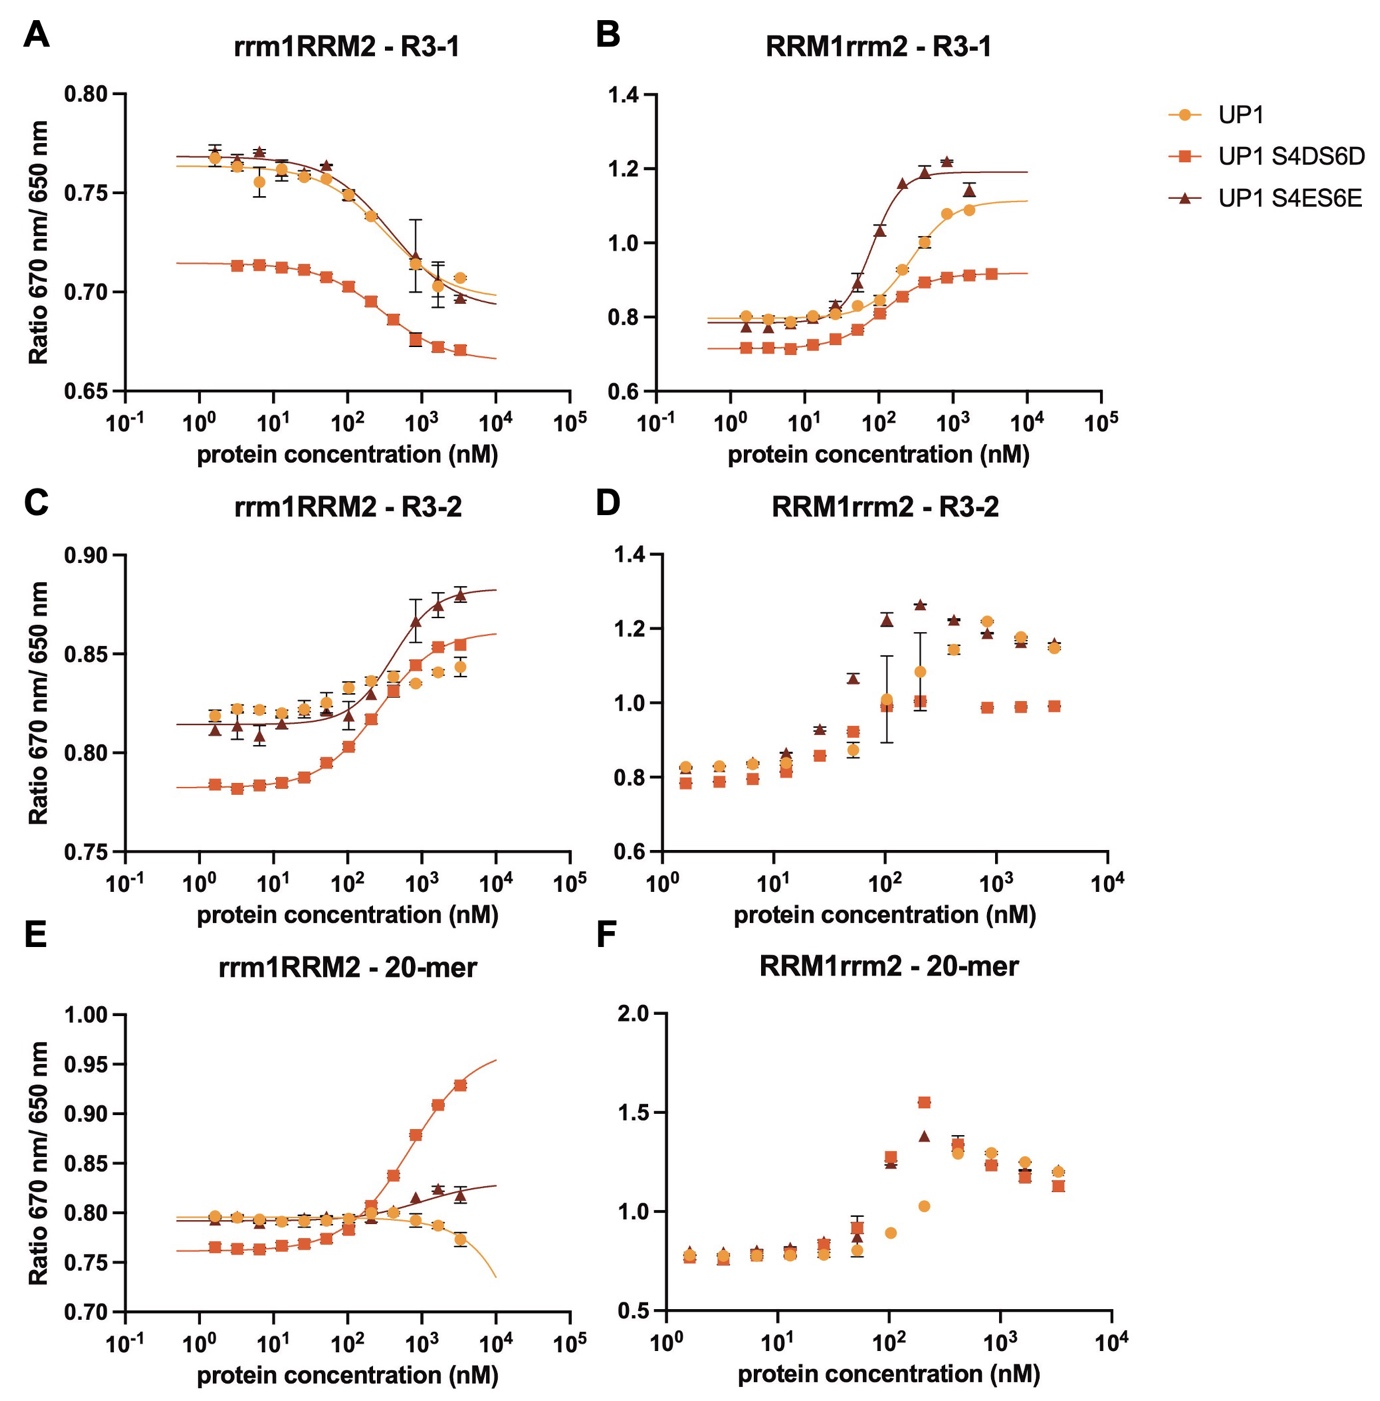 A
rrm1RRM2 - R3-1
Ratio 670 nm/ 650 nm
0.80
0.75
0.70
0.65
10⁻¹ 10⁰ 10¹ 10² 10³ 10⁴ 10⁵
protein concentration (nM)
B
RRM1rrm2 - R3-1
1.4
1.2
1.0
0.8
0.6
10⁻¹ 10⁰ 10¹ 10² 10³ 10⁴ 10⁵
protein concentration (nM)
UP1
UP1 S4DS6D
UP1 S4ES6E
C
rrm1RRM2 - R3-2
Ratio 670 nm/ 650 nm
0.90
0.85
0.80
0.75
10⁻¹ 10⁰ 10¹ 10² 10³ 10⁴ 10⁵
protein concentration (nM)
D
RRM1rrm2 - R3-2
1.4
1.2
1.0
0.8
0.6
10⁰ 10¹ 10² 10³ 10⁴
protein concentration (nM)
E
rrm1RRM2 - 20-mer
Ratio 670 nm/ 650 nm
1.00
0.95
0.90
0.85
0.80
0.75
0.70
10⁻¹ 10⁰ 10¹ 10² 10³ 10⁴ 10⁵
protein concentration (nM)
F
RRM1rrm2 - 20-mer
2.0
1.5
1.0
0.5
10⁰ 10¹ 10² 10³ 10⁴
protein concentration (nM)